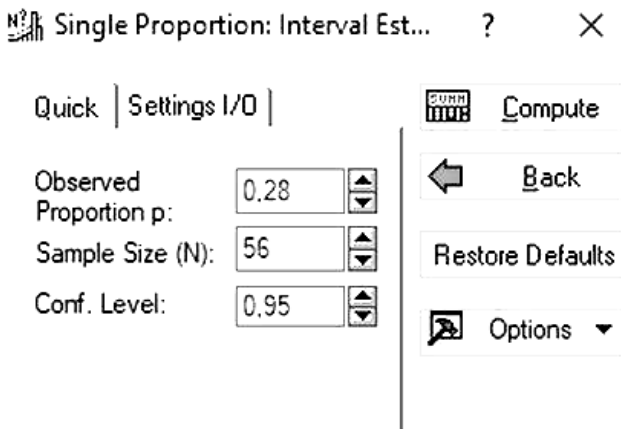 Single Proportion: Interval Est... ? ×
Quick Settings I/O
Compute
Observed
Proportion p: 0.28
Back
Sample Size (N): 56
Restore Defaults
Conf. Level: 0.95
Options